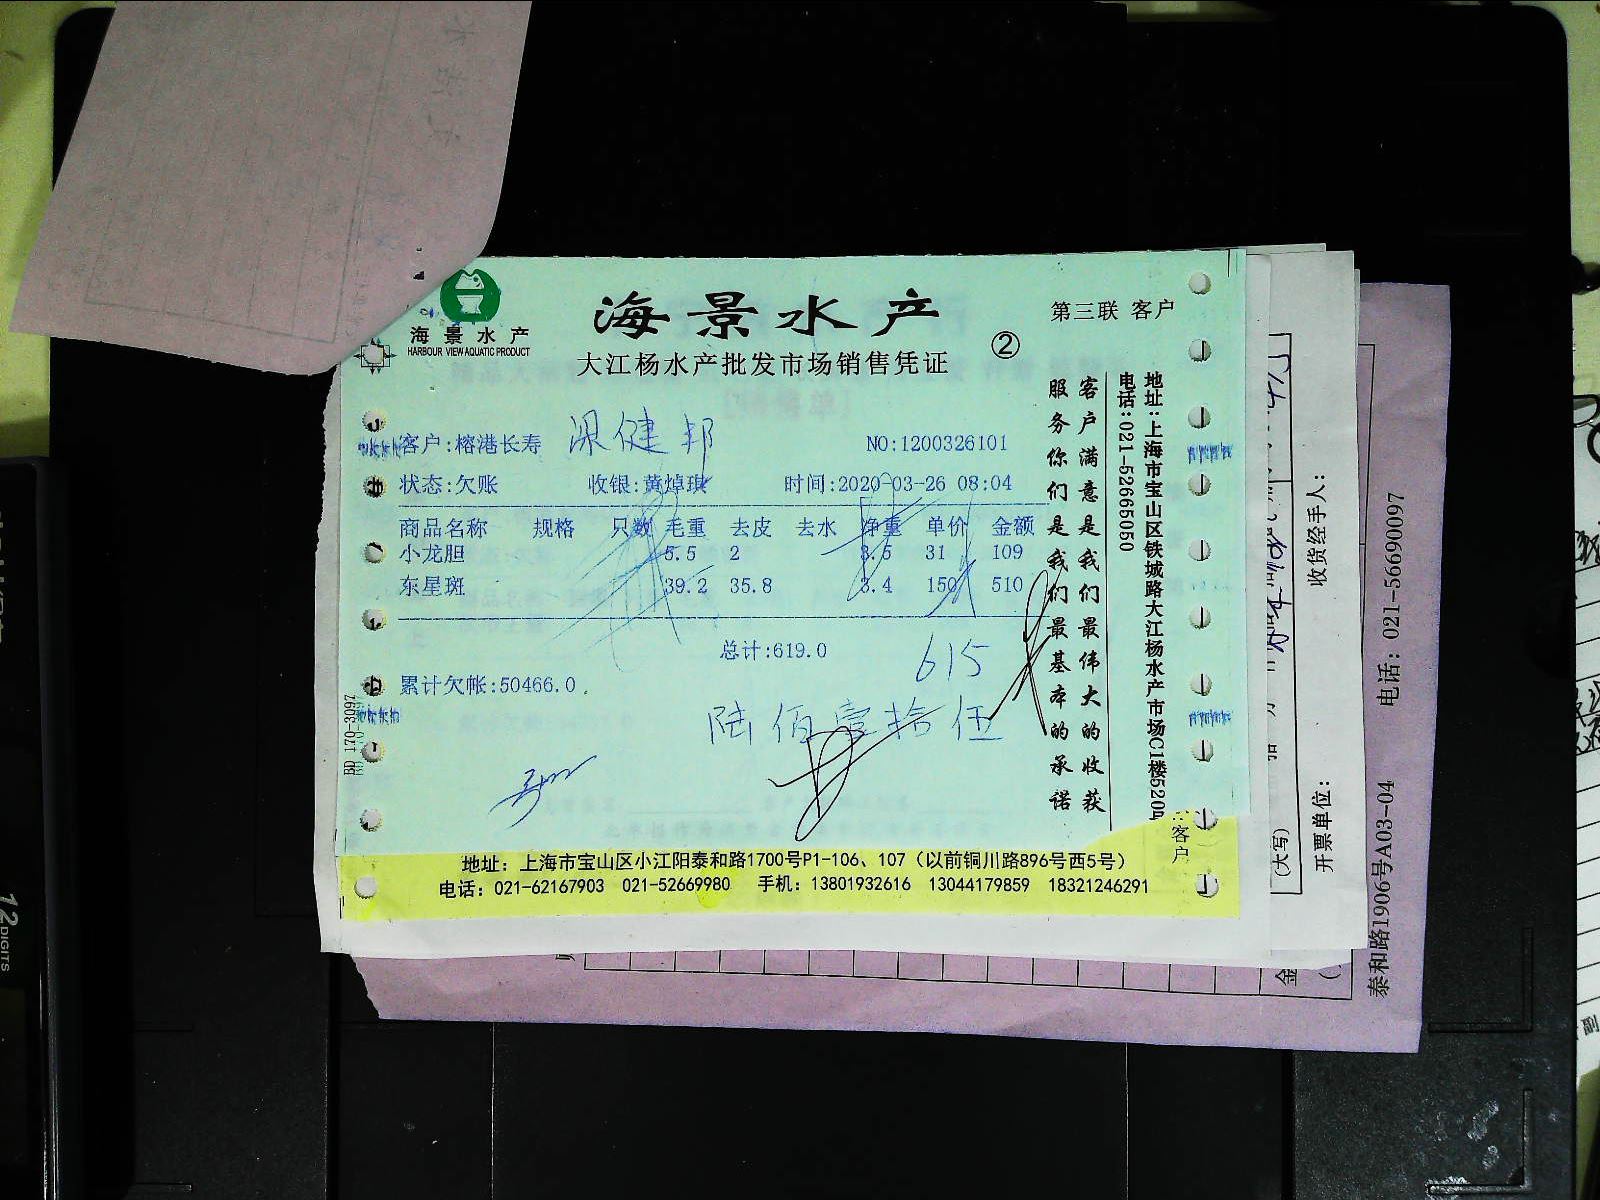 海景水产
HARBOUR VIEW AQUATIC PRODUCT
海景水产
大江杨水产批发市场销售凭证
②
第三联 客户
客户:榕港长寿 梁健邦 NO:1200326101
状态:欠账 收银:黄焯琪 时间:2020-03-26 08:04
商品名称 规格 只数 毛重 去皮 去水 净重 单价 金额
小龙胆 5.5 2 3.5 31 109
东星斑 39.2 35.8 3.4 150 510
总计:619.0
615
累计欠帐:50466.0
陆佰壹拾伍
客户满意是我们最伟大的收获
服务你们是我们最基本的承诺
地址:上海市宝山区铁城路大江杨水产市场C1楼520m
电话:021-52665050
BD 170-3097
:客户
地址：上海市宝山区小江阳泰和路1700号P1-106、107（以前铜川路896号西5号）
电话：021-62167903 021-52669980 手机：13801932616 13044179859 18321246291
(大写)
开票单位：
收货经手人：
泰和路1906号A03-04 电话：021-56690097
金
12
DIGITS